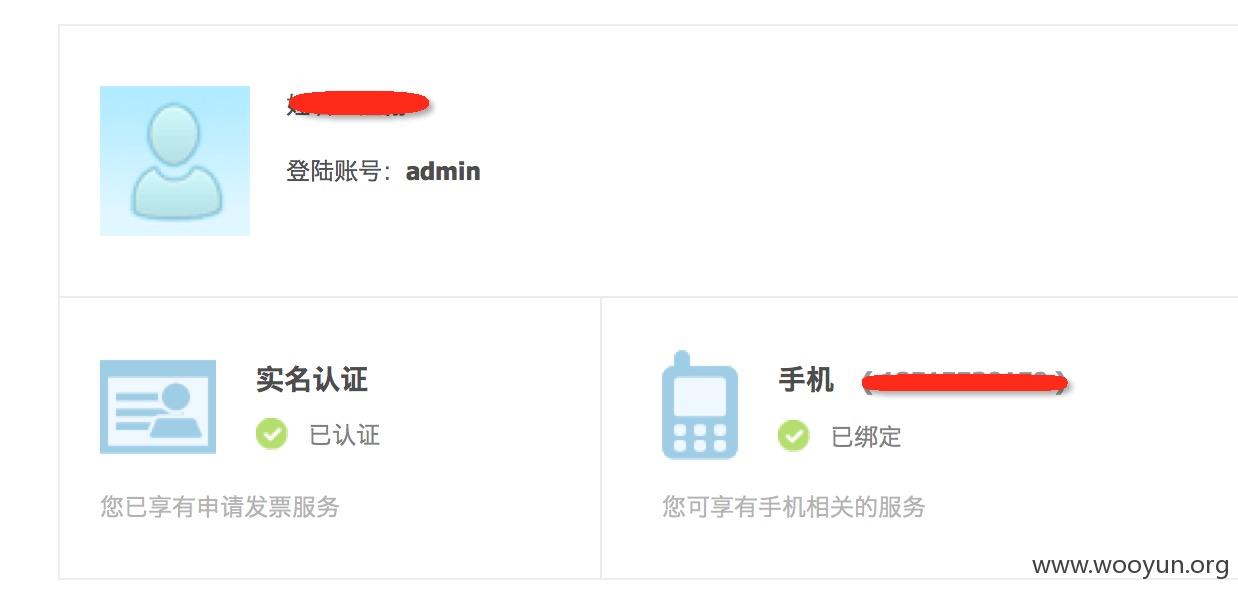 登陆账号：admin
实名认证
已认证
您已享有申请发票服务
手机
已绑定
您可享有手机相关的服务
www.wooyun.org